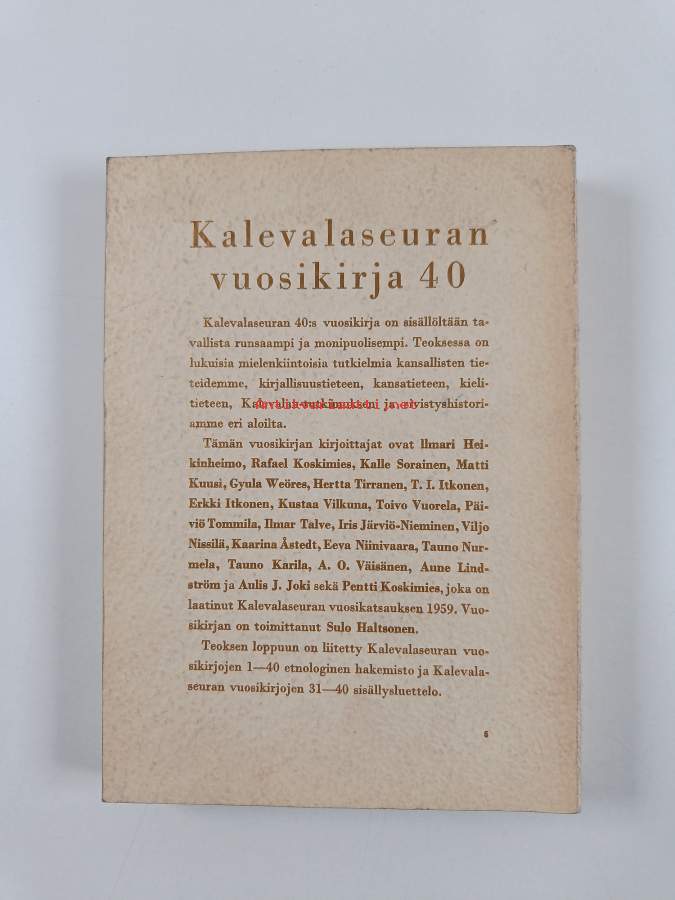 Kalevalaseuran
vuosikirja 40
Kalevalaseuran 40:s vuosikirja on sisällöltään ta-
vallista runsaampi ja monipuolisempi. Teoksessa on
lukuisia mielenkiintoisia tutkielmia kansallisten tie-
teidemme, kirjallisuustieteen, kansatieteen, kieli-
tieteen, Kalevala-tutkimuksen ja sivistyshistori-
amme eri aloilta.
Tämän vuosikirjan kirjoittajat ovat Ilmari Hei-
kinheimo, Rafael Koskimies, Kalle Sorainen, Matti
Kuusi, Gyula Weöres, Hertta Tirranen, T. I. Itkonen,
Erkki Itkonen, Kustaa Vilkuna, Toivo Vuorela, Päi-
viö Tommila, Ilmar Talve, Iris Järviö-Nieminen, Viljo
Nissilä, Kaarina Åstedt, Eeva Niinivaara, Tauno Nur-
mela, Tauno Karila, A. O. Väisänen, Aune Lind-
ström ja Aulis J. Joki sekä Pentti Koskimies, joka on
laatinut Kalevalaseuran vuosikatsauksen 1959. Vuo-
sikirjan on toimittanut Sulo Haltsonen.
Teoksen loppuun on liitetty Kalevalaseuran vuo-
sikirjojen 1—40 etnologinen hakemisto ja Kalevala-
seuran vuosikirjojen 31—40 sisällysluettelo.
6